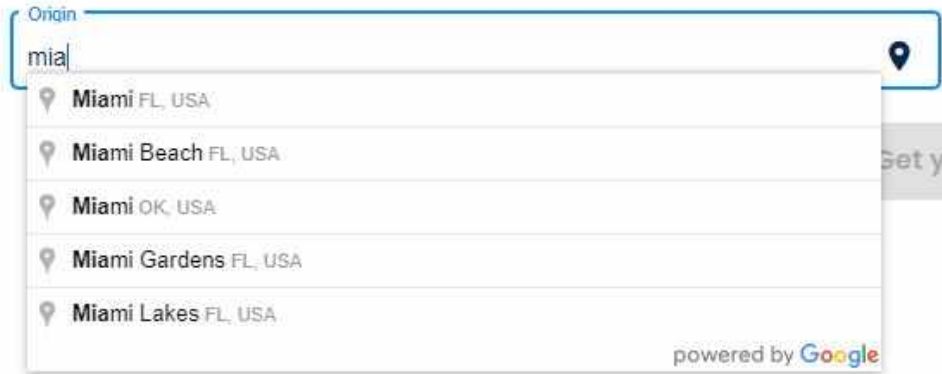 Origin
mia
Miami FL, USA
Miami Beach FL, USA
Get y
Miami OK, USA
Miami Gardens FL, USA
Miami Lakes FL, USA
powered by Google